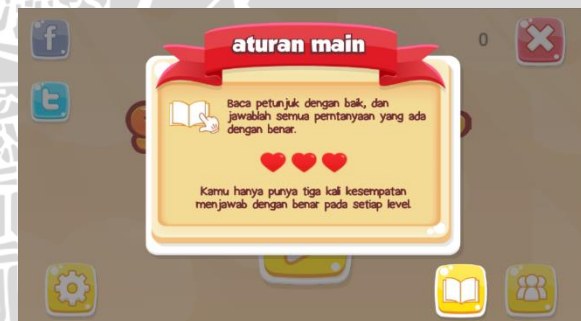 aturan main
0
Baca petunjuk dengan baik, dan
jawablah semua perntanyaan yang ada
dengan benar.
Kamu hanya punya tiga kali kesempatan
menjawab dengan benar pada setiap level.